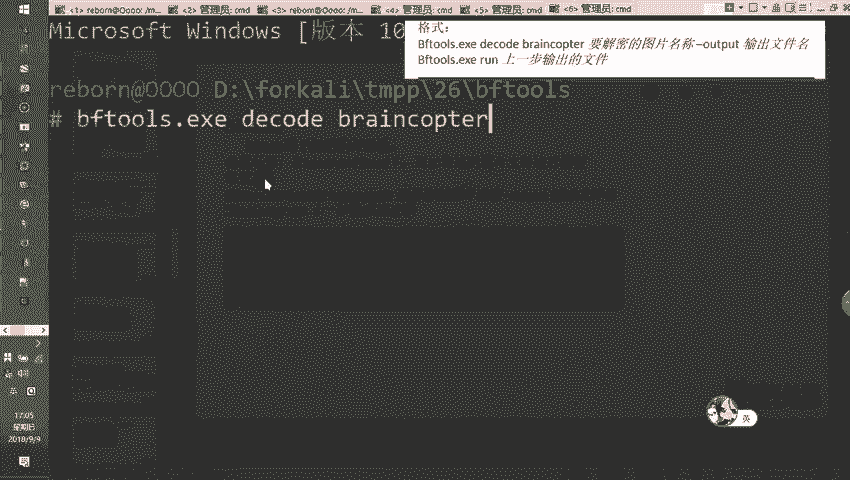 <1> reborn@0ooo: /m... <2> 管理员: cmd <3> reborn@0ooo: /m... <4> 管理员: cmd <5> 管理员: cmd <6> 管理员: cmd
Microsoft Windows [版本 10
格式：
Bftools.exe decode braincopter 要解密的图片名称 –output 输出文件名
Bftools.exe run 上一步输出的文件
reborn@0OOO D:\forkali\tmpp\26\bftools
# bftools.exe decode braincopter
英
英
17:05
星期日
2018/9/9